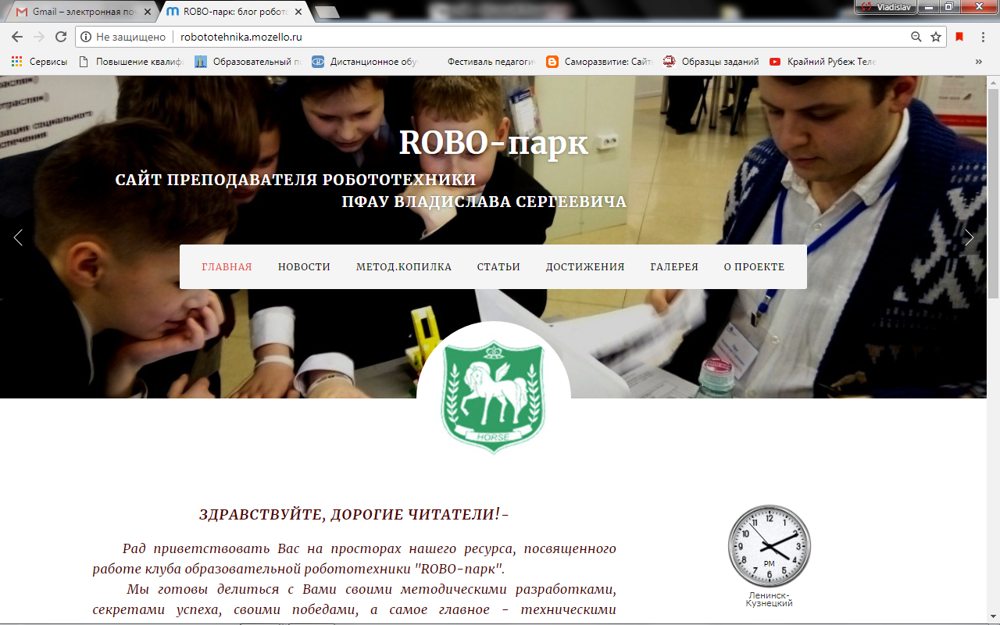 Gmail – электронная поч
ROBO-парк: блог робото
Vladislav
Не защищено
robototehnika.mozello.ru
Сервисы
Повышение квалиф
Образовательный п
Дистанционное обу
Фестиваль педагогич
Саморазвитие: Сайт
Образцы заданий
Крайний Рубеж Теле
ROBO-парк
САЙТ ПРЕПОДАВАТЕЛЯ РОБОТОТЕХНИКИ
ПФАУ ВЛАДИСЛАВА СЕРГЕЕВИЧА
ГЛАВНАЯ НОВОСТИ МЕТОД.КОПИЛКА СТАТЬИ ДОСТИЖЕНИЯ ГАЛЕРЕЯ О ПРОЕКТЕ
HORSE
ЗДРАВСТВУЙТЕ, ДОРОГИЕ ЧИТАТЕЛИ!-
Рад приветствовать Вас на просторах нашего ресурса, посвященного
работе клуба образовательной робототехники "ROBO-парк".
Мы готовы делиться с Вами своими методическими разработками,
секретами успеха, своими победами, а самое главное - техническими
12
1
2
3
4
5
6
7
8
9
10
11
PM
Ленинск-
Кузнецкий